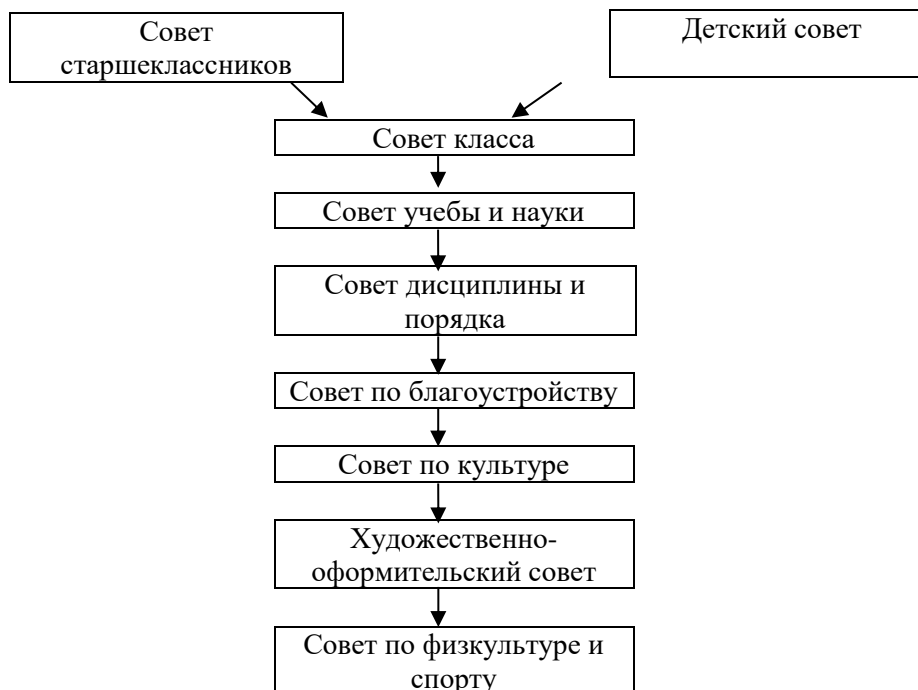 Совет
старшеклассников
Детский совет
Совет класса
Совет учебы и науки
Совет дисциплины и
порядка
Совет по благоустройству
Совет по культуре
Художественно-
оформительский совет
Совет по физкультуре и
спорту